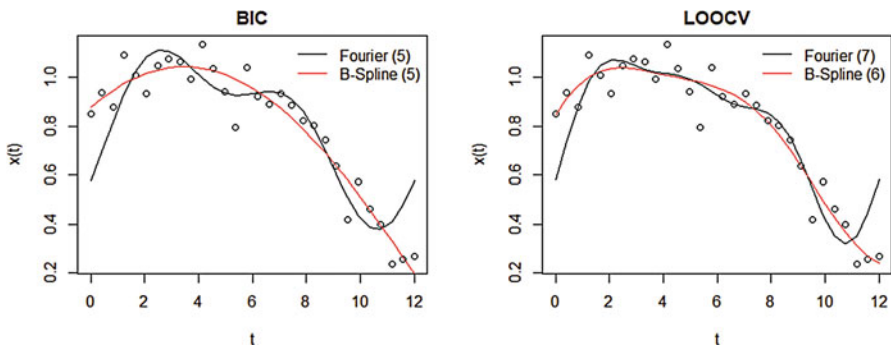 BIC
Fourier (5)
B-Spline (5)
x(t)
1.0
0.8
0.6
0.4
0.2
0 2 4 6 8 10 12
t
LOOCV
Fourier (7)
B-Spline (6)
x(t)
1.0
0.8
0.6
0.4
0.2
0 2 4 6 8 10 12
t